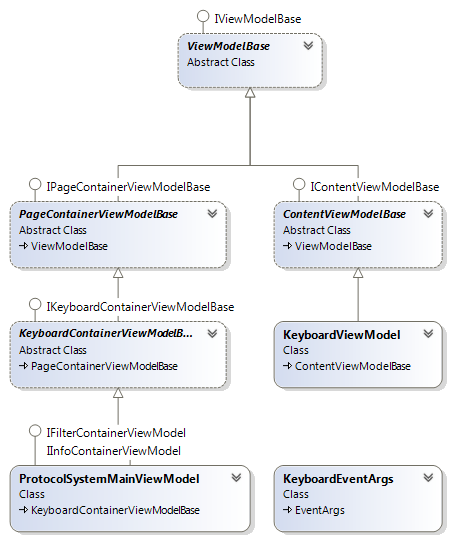 IViewModelBase
ViewModelBase
Abstract Class
IPageContainerViewModelBase
PageContainerViewModelBase
Abstract Class
ViewModelBase
IContentViewModelBase
ContentViewModelBase
Abstract Class
ViewModelBase
IKeyboardContainerViewModelBase
KeyboardContainerViewModelB...
Abstract Class
PageContainerViewModelBase
KeyboardViewModel
Class
ContentViewModelBase
IFilterContainerViewModel
IInfoContainerViewModel
ProtocolSystemMainViewModel
Class
KeyboardContainerViewModelBase
KeyboardEventArgs
Class
EventArgs